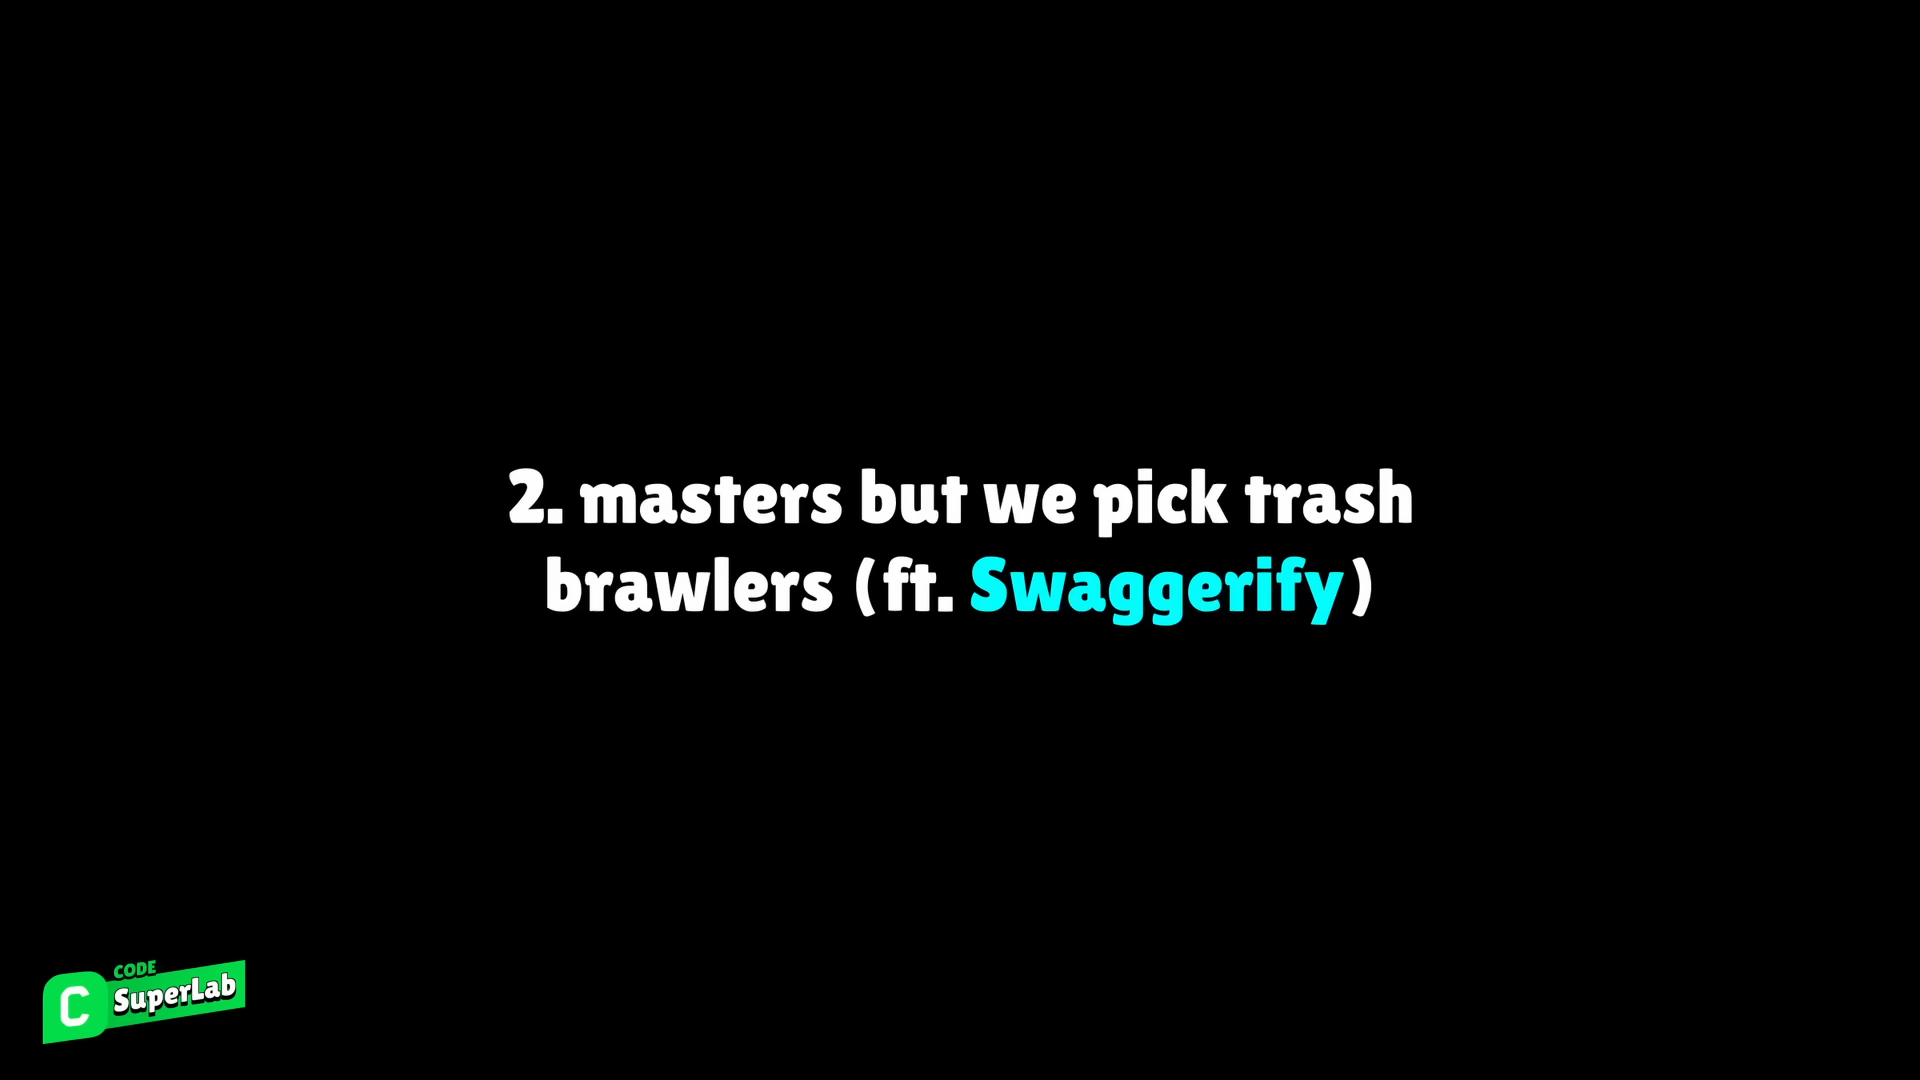 2. masters but we pick trash
brawlers (ft. Swaggerify)
CODE
C SuperLab